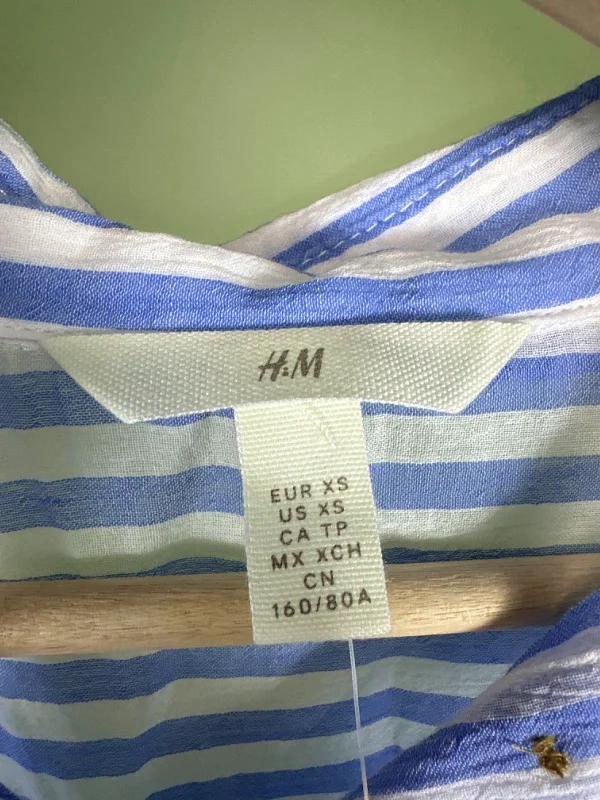 H&M
EUR XS
US XS
CA TP
MX XCH
CN
160/80A